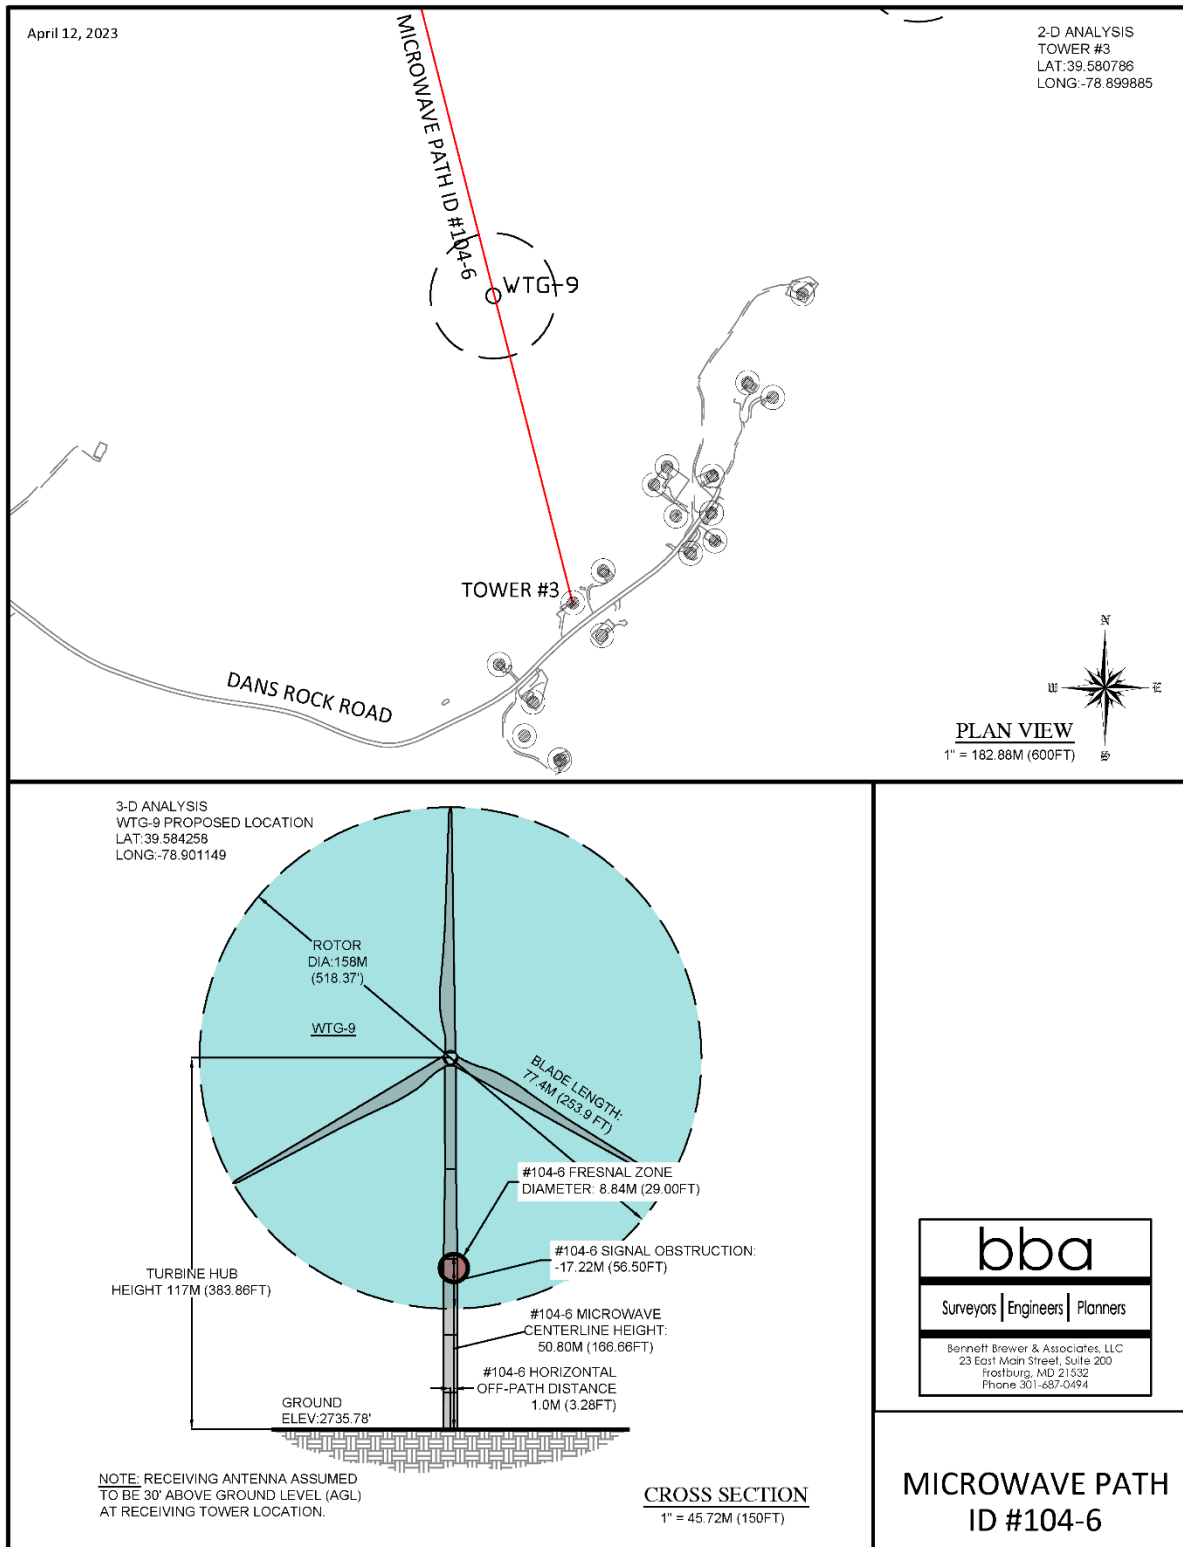 April 12, 2023
2-D ANALYSIS
TOWER #3
LAT:39.580786
LONG:-78.899885
MICROWAVE PATH ID #104-6
WTG-9
TOWER #3
DANS ROCK ROAD
N
W
E
S
PLAN VIEW
1" = 182.88M (600FT)
3-D ANALYSIS
WTG-9 PROPOSED LOCATION
LAT:39.584258
LONG:-78.901149
ROTOR
DIA:158M
(518.37')
WTG-9
BLADE LENGTH:
77.4M (253.9 FT)
#104-6 FRESNAL ZONE
DIAMETER: 8.84M (29.00FT)
#104-6 SIGNAL OBSTRUCTION:
-17.22M (56.50FT)
TURBINE HUB
HEIGHT 117M (383.86FT)
#104-6 MICROWAVE
CENTERLINE HEIGHT:
50.80M (166.66FT)
#104-6 HORIZONTAL
OFF-PATH DISTANCE
1.0M (3.28FT)
GROUND
ELEV:2735.78'
NOTE: RECEIVING ANTENNA ASSUMED
TO BE 30' ABOVE GROUND LEVEL (AGL)
AT RECEIVING TOWER LOCATION.
CROSS SECTION
1" = 45.72M (150FT)
bba
Surveyors | Engineers | Planners
Bennett Brewer & Associates, LLC
23 East Main Street, Suite 200
Frostburg, MD 21532
Phone 301-687-0494
MICROWAVE PATH
ID #104-6